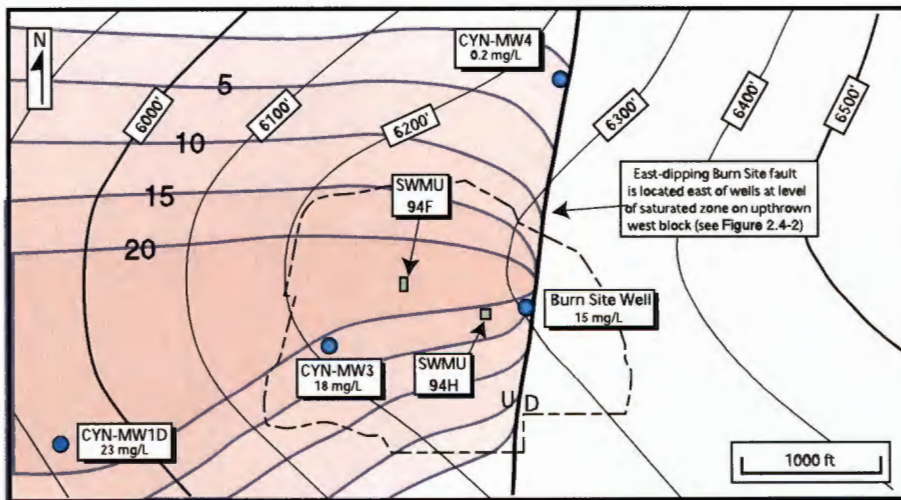 N
CYN-MW4
0.2 mg/L
5
6000'
6100'
6200'
6300'
6400'
6500'
10
15
20
SWMU
94F
East-dipping Burn Site fault
is located east of wells at level
of saturated zone on upthrown
west block (see Figure 2.4-2)
Burn Site Well
15 mg/L
CYN-MW3
18 mg/L
SWMU
94H
U D
CYN-MW1D
23 mg/L
1000 ft